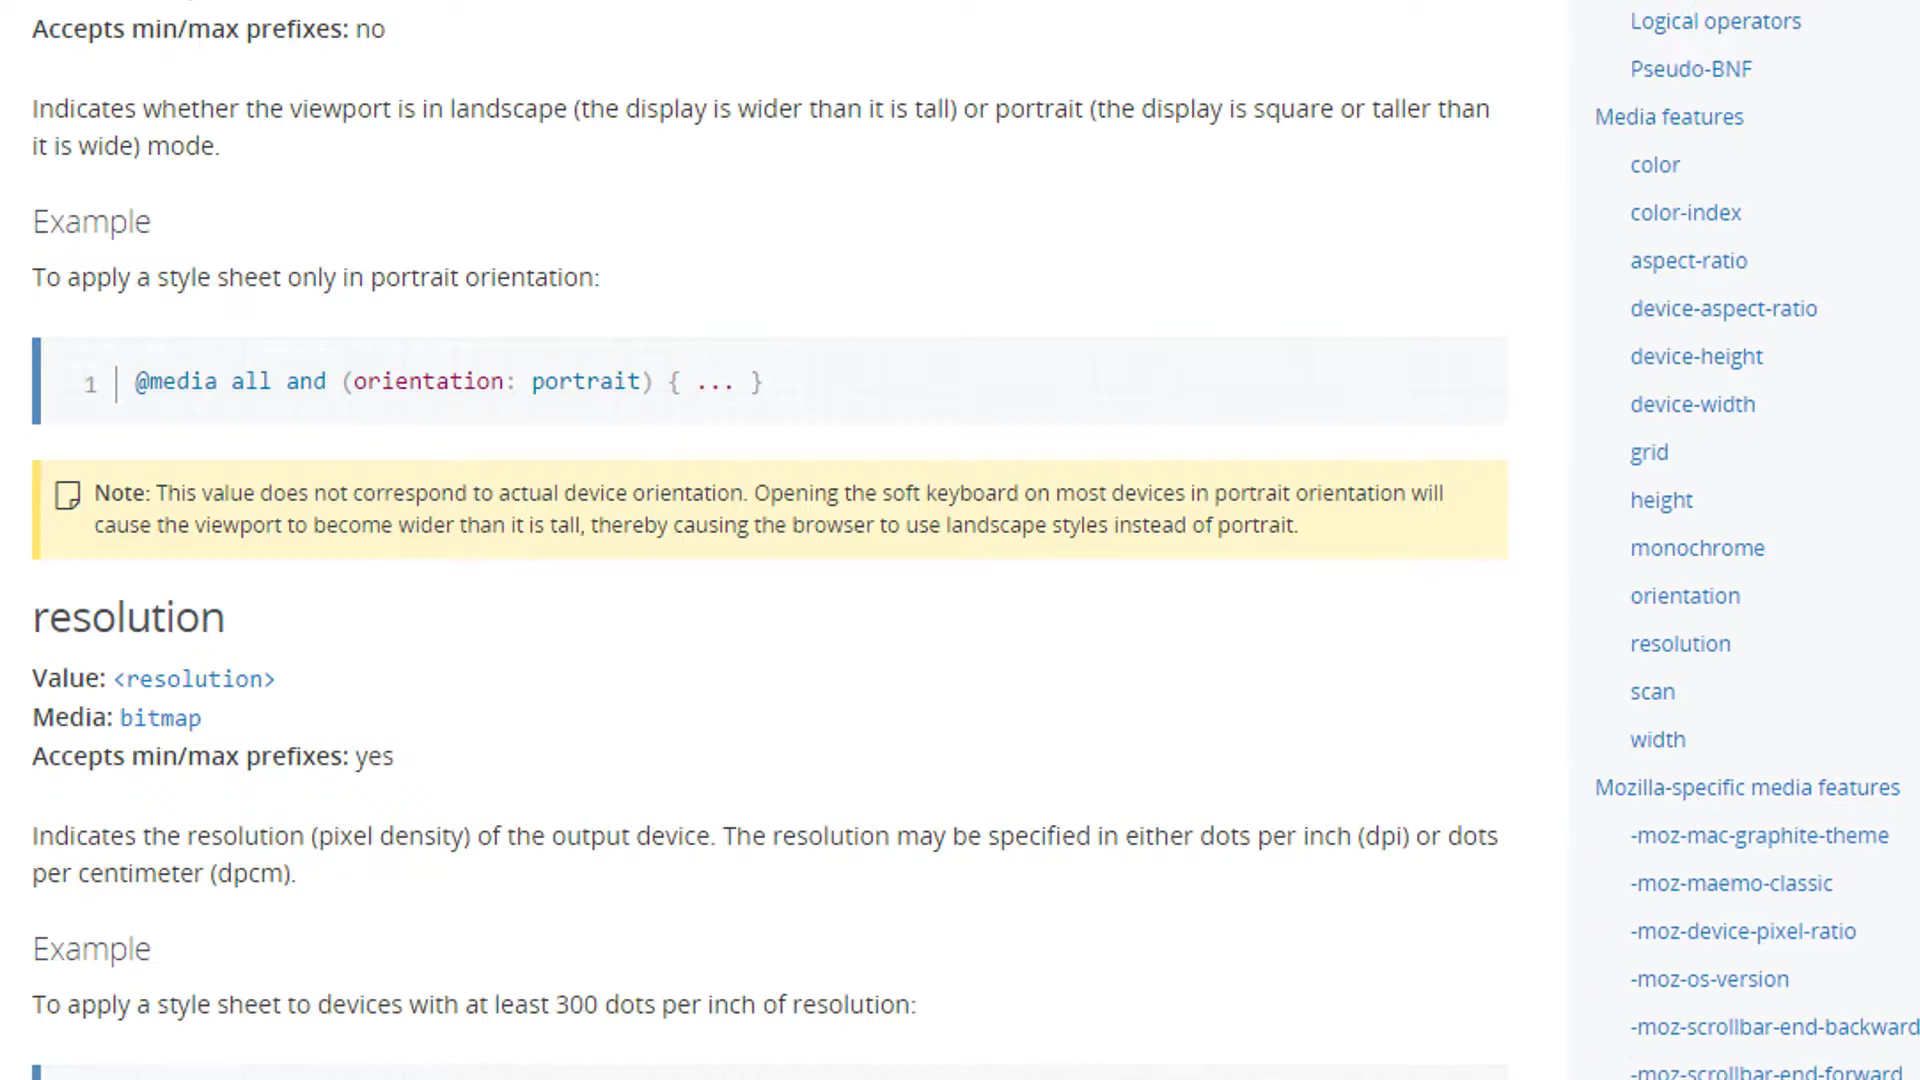 Accepts min/max prefixes: no
Indicates whether the viewport is in landscape (the display is wider than it is tall) or portrait (the display is square or taller than
it is wide) mode.
Example
To apply a style sheet only in portrait orientation:
1
@media all and (orientation: portrait) { ... }
Note: This value does not correspond to actual device orientation. Opening the soft keyboard on most devices in portrait orientation will
cause the viewport to become wider than it is tall, thereby causing the browser to use landscape styles instead of portrait.
resolution
Value: <resolution>
Media: bitmap
Accepts min/max prefixes: yes
Indicates the resolution (pixel density) of the output device. The resolution may be specified in either dots per inch (dpi) or dots
per centimeter (dpcm).
Example
To apply a style sheet to devices with at least 300 dots per inch of resolution:
Logical operators
Pseudo-BNF
Media features
color
color-index
aspect-ratio
device-aspect-ratio
device-height
device-width
grid
height
monochrome
orientation
resolution
scan
width
Mozilla-specific media features
-moz-mac-graphite-theme
-moz-maemo-classic
-moz-device-pixel-ratio
-moz-os-version
-moz-scrollbar-end-backward
-moz-scrollbar-end-forward